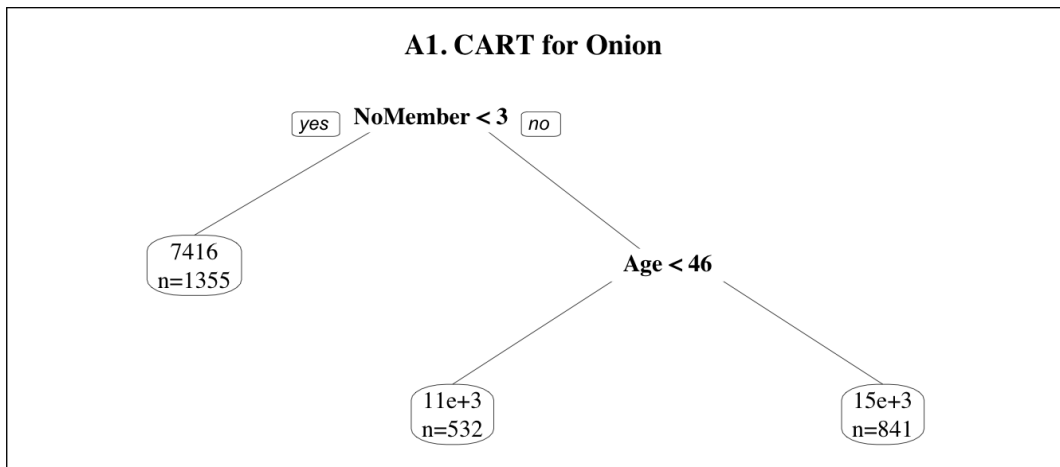 A1. CART for Onion
yes NoMember < 3 no
7416
n=1355
Age < 46
11e+3
n=532
15e+3
n=841